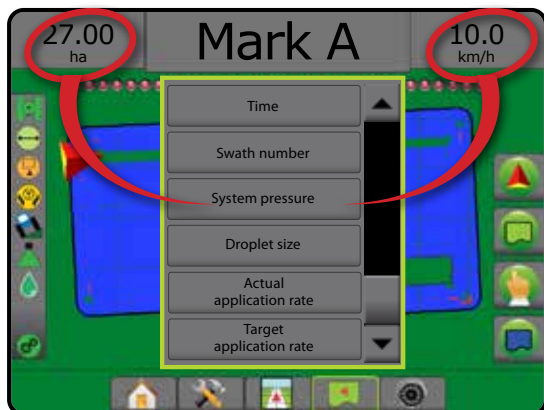 27.00
ha
Mark A
10.0
km/h
Time
Swath number
System pressure
Droplet size
Actual
application rate
Target
application rate